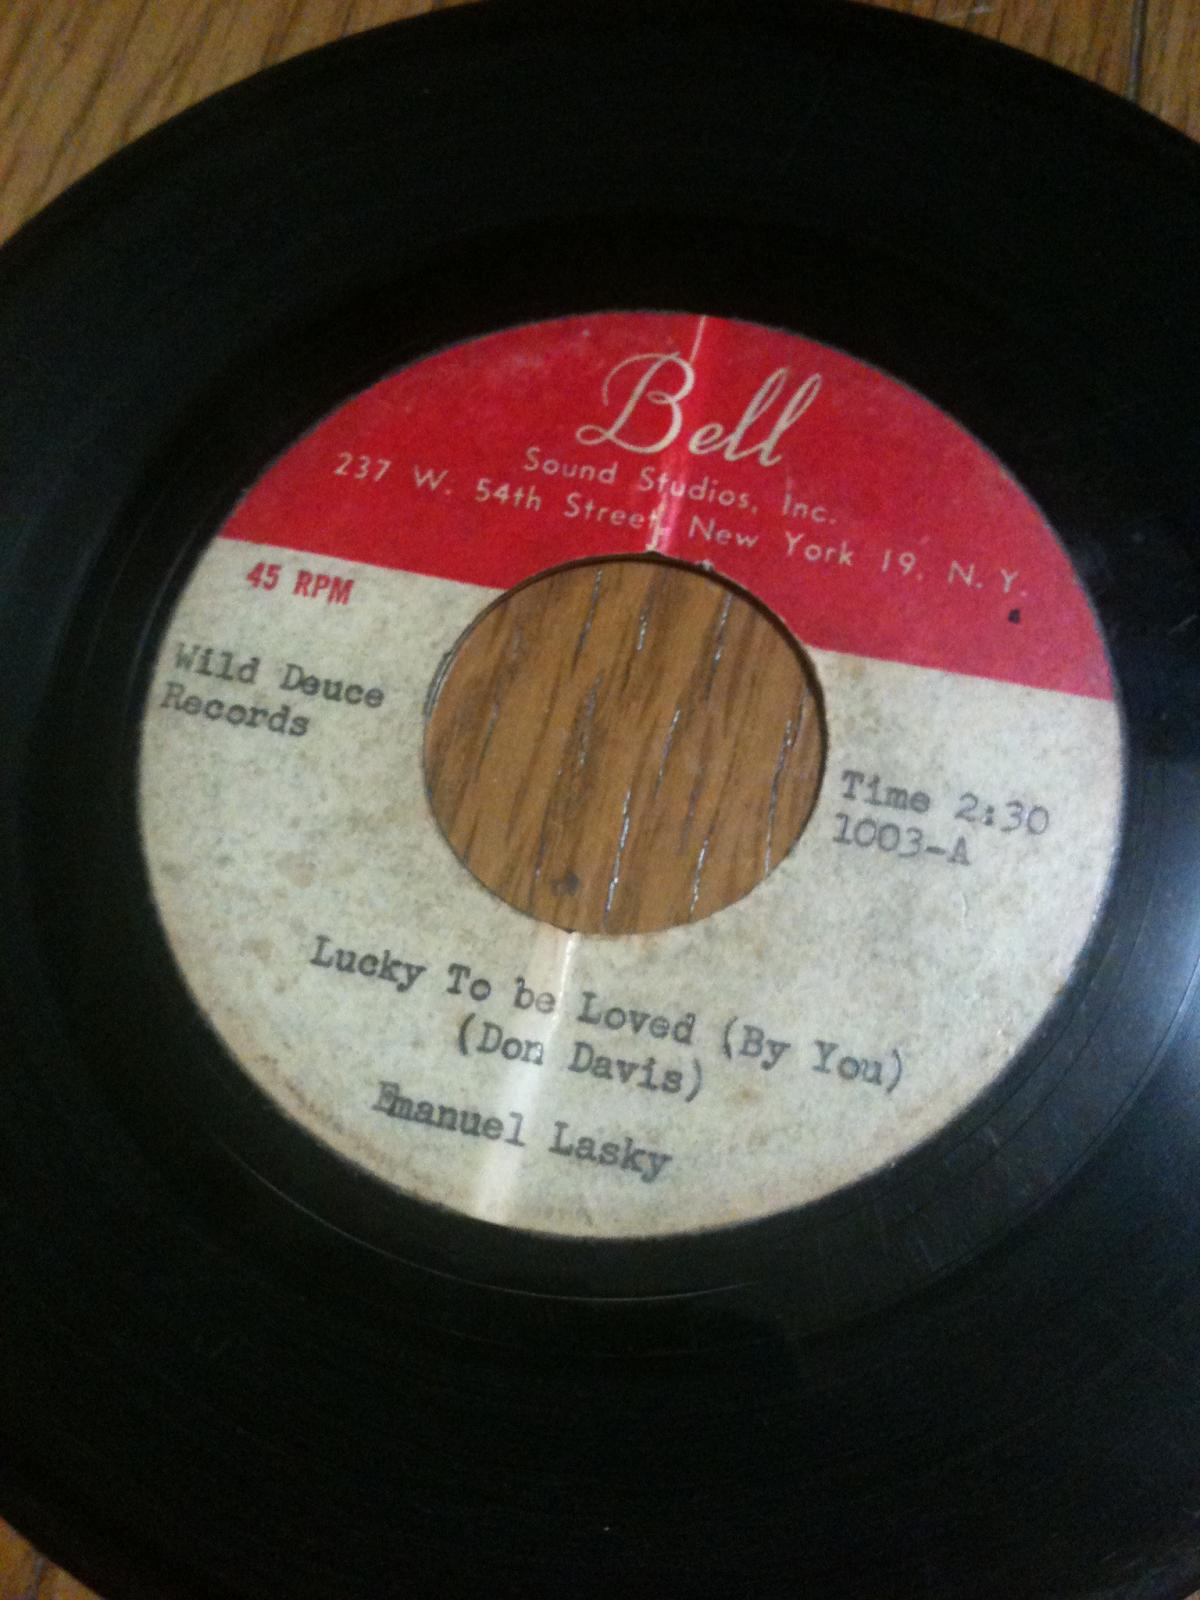 Bell
Sound Studios, Inc.
237 W. 54th Street, New York 19, N. Y.
45 RPM
Wild Deuce
Records
Time 2:30
1003-A
Lucky To be Loved (By You)
(Don Davis)
Emanuel Lasky